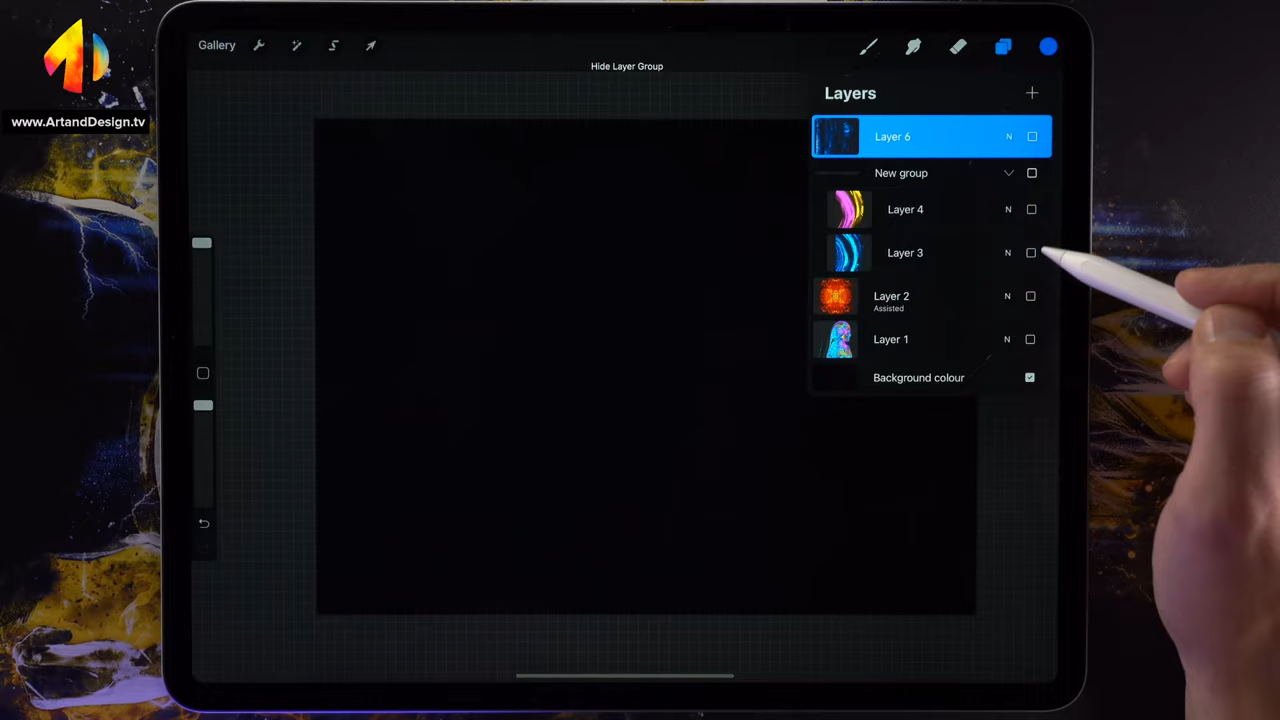 www.ArtandDesign.tv
Gallery
Hide Layer Group
Layers
Layer 6 N
New group
Layer 4 N
Layer 3 N
Layer 2 N
Assisted
Layer 1 N
Background colour